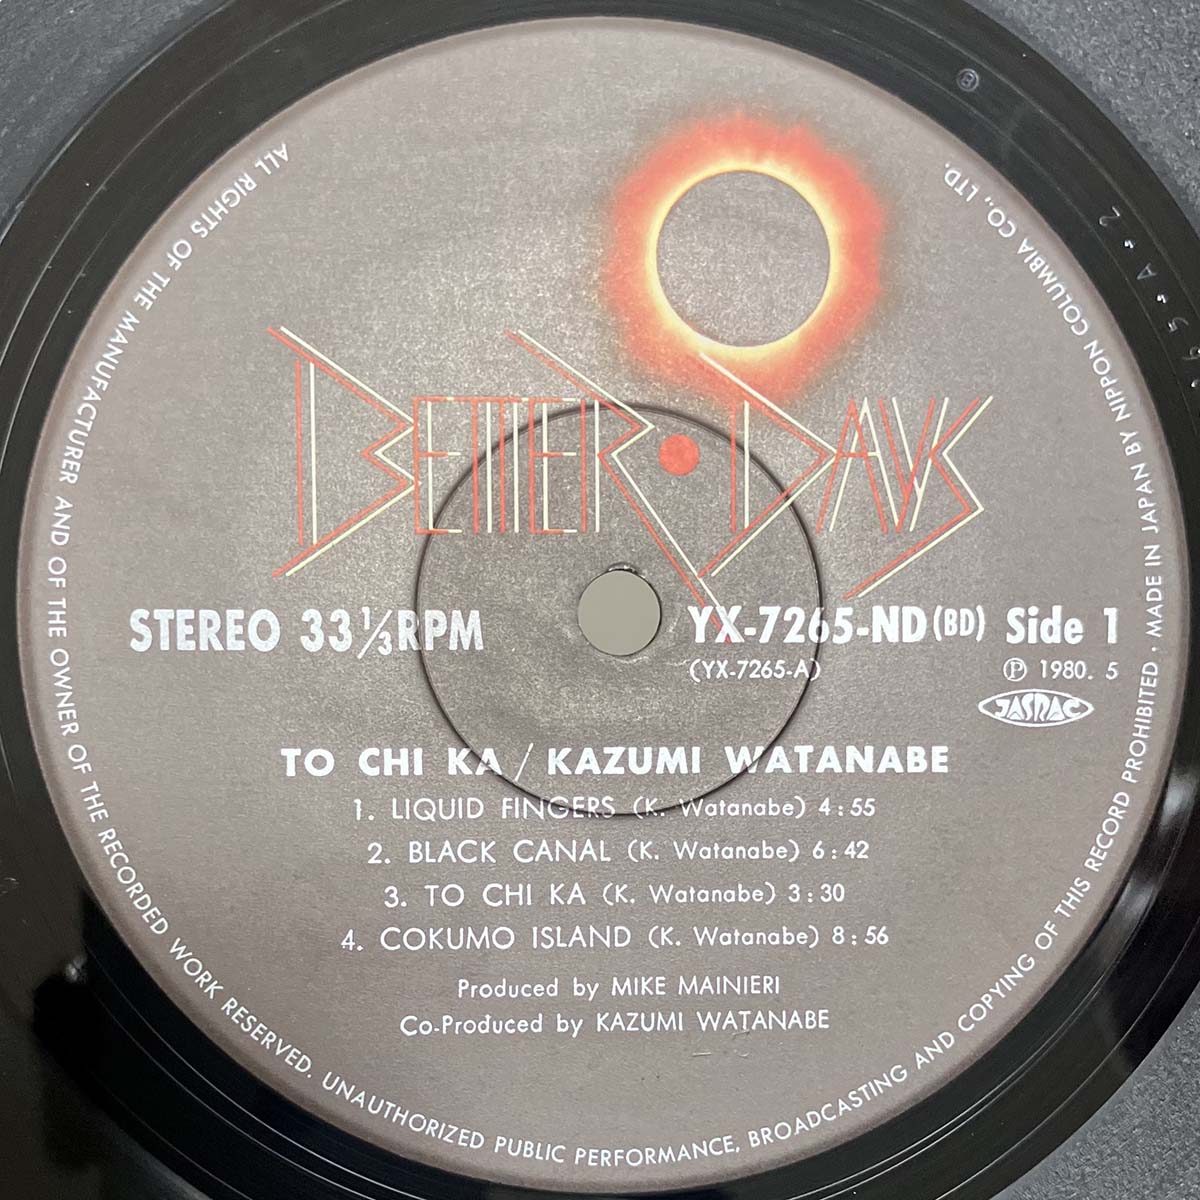 BETTER • DAYS
STEREO 33 1/3 RPM
YX-7265-ND (BD) Side 1
(YX-7265-A)
Ⓟ 1980. 5
JASRAC
TO CHI KA / KAZUMI WATANABE
1. LIQUID FINGERS (K. Watanabe) 4:55
2. BLACK CANAL (K. Watanabe) 6:42
3. TO CHI KA (K. Watanabe) 3:30
4. COKUMO ISLAND (K. Watanabe) 8:56
Produced by MIKE MAINIERI
Co-Produced by KAZUMI WATANABE
ALL RIGHTS OF THE MANUFACTURER AND OF THE OWNER OF THE RECORDED WORK RESERVED. UNAUTHORIZED PUBLIC PERFORMANCE, BROADCASTING AND COPYING OF THIS RECORD PROHIBITED · MADE IN JAPAN BY NIPPON COLUMBIA CO., LTD.